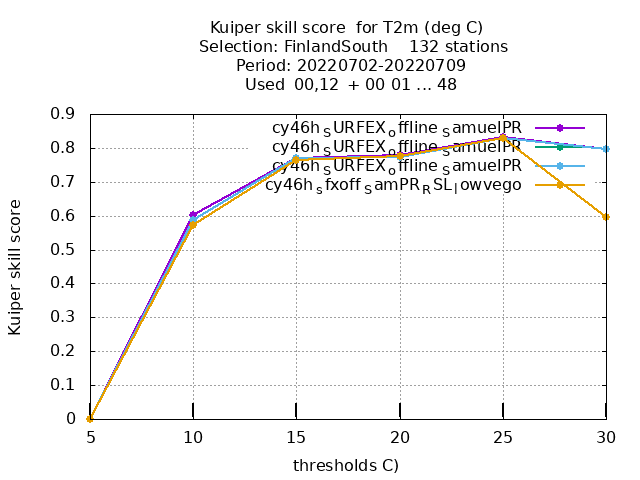 Kuiper skill score  for T2m (deg C)
Selection: FinlandSouth    132 stations
Period: 20220702-20220709
Used  00,12  + 00 01 ... 48
0.9
0.8
0.7
0.6
0.5
0.4
0.3
0.2
0.1
0
Kuiper skill score
cy46h_SURFEX_offline_SamuelPR
cy46h_SURFEX_offline_SamuelPR
cy46h_SURFEX_offline_SamuelPR
cy46h_sfxoff_SamPR_RSL_lowvego
5 10 15 20 25 30
thresholds C)